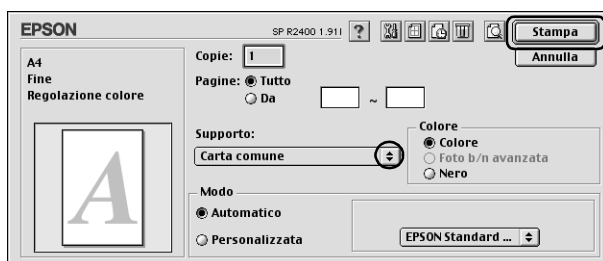 EPSON
SP R2400 1.91I
?
Stampa
Annulla
A4
Fine
Regolazione colore
A
Copie: 1
Pagine: Tutto
Da ~
Supporto:
Carta comune
Colore
Colore
Foto b/n avanzata
Nero
Modo
Automatico
Personalizzata
EPSON Standard ...